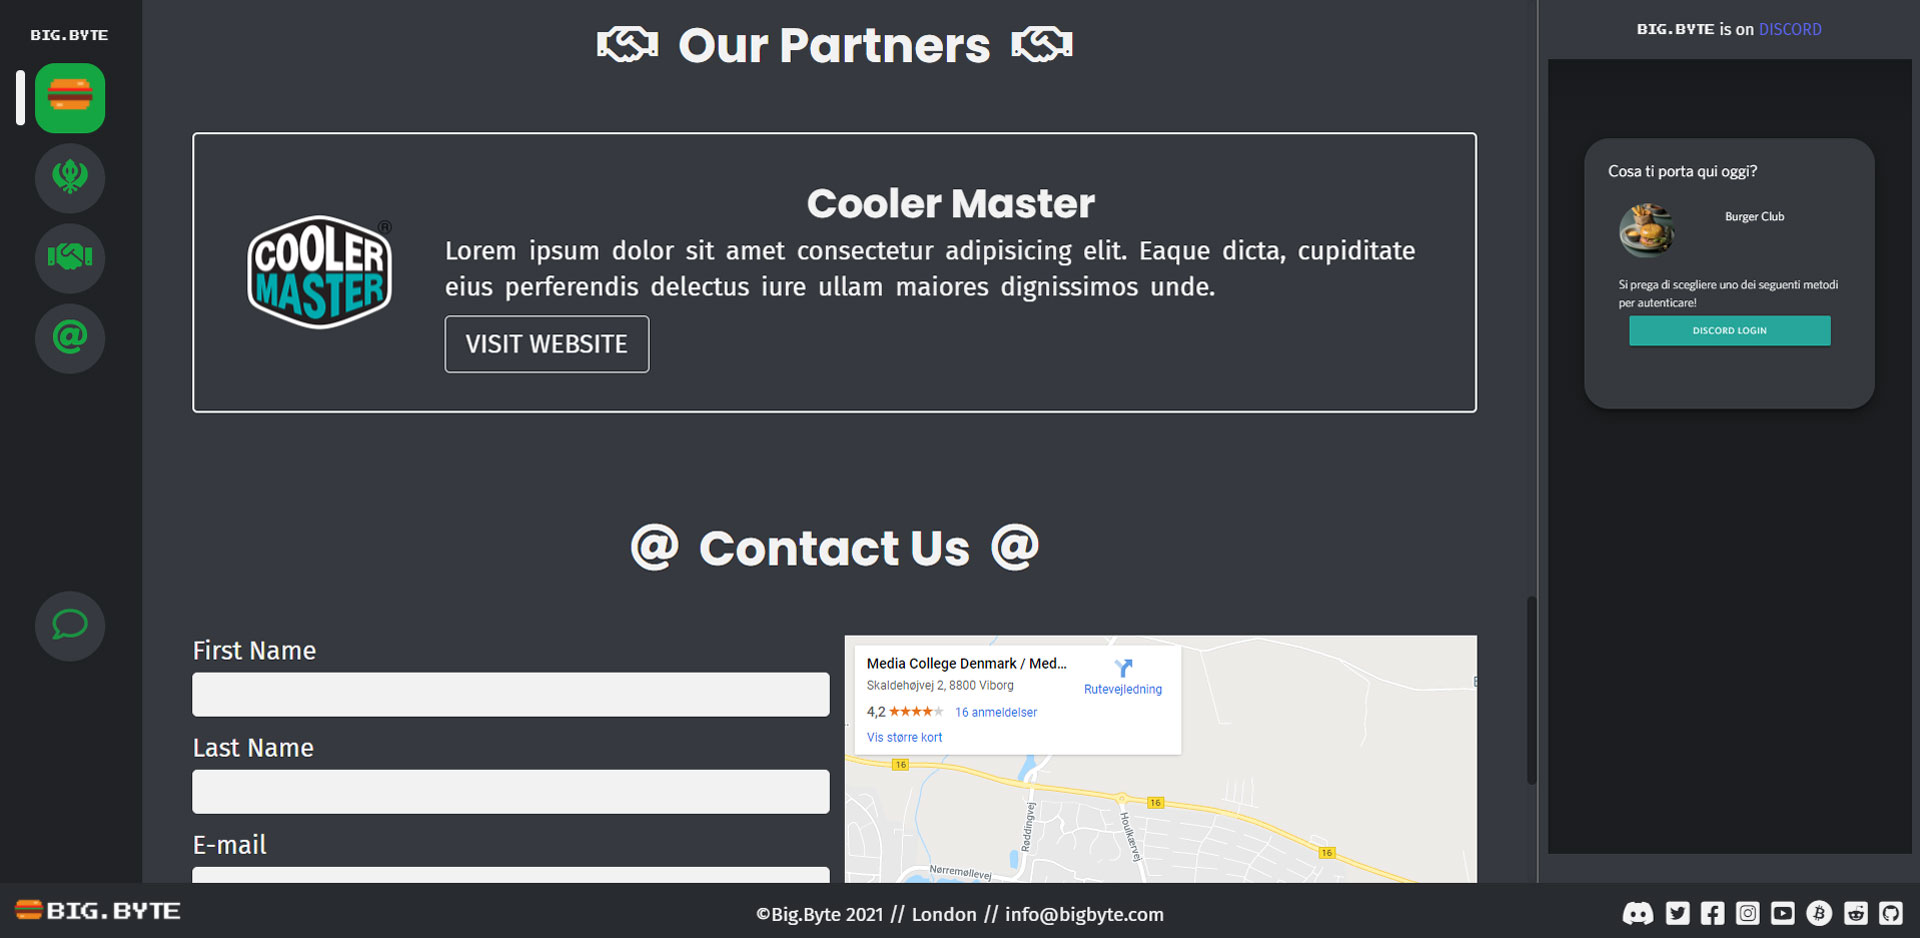 BIG.BYTE
Our Partners
COOLER
MASTER
®
Cooler Master
Lorem ipsum dolor sit amet consectetur adipisicing elit. Eaque dicta, cupiditate
eius perferendis delectus iure ullam maiores dignissimos unde.
VISIT WEBSITE
@ Contact Us @
First Name
Last Name
E-mail
Media College Denmark / Med...
Skaldehøjvej 2, 8800 Viborg
4,2 ★★★★★ 16 anmeldelser
Vis større kort
Rutevejledning
16
16
16
Røddingvej
Houlkærvej
Nørremøllevej
BIG.BYTE is on DISCORD
Cosa ti porta qui oggi?
Burger Club
Si prega di scegliere uno dei seguenti metodi
per autenticare!
DISCORD LOGIN
BIG.BYTE
©Big.Byte 2021 // London // info@bigbyte.com